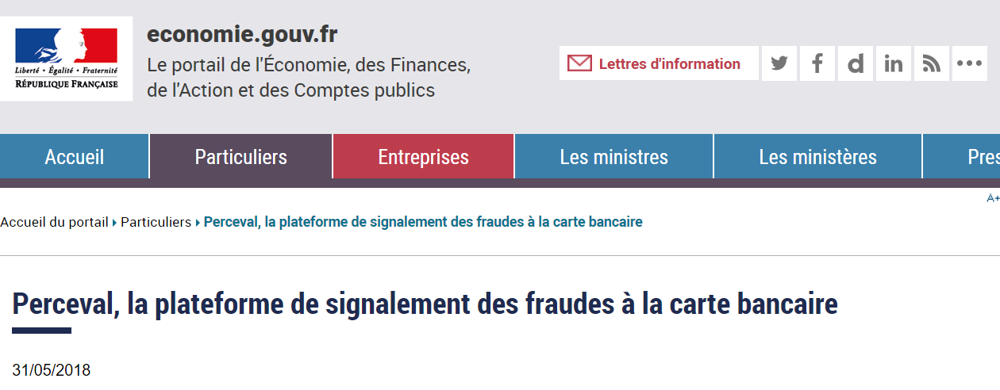 Liberté • Égalité • Fraternité
RÉPUBLIQUE FRANÇAISE
economie.gouv.fr
Le portail de l'Économie, des Finances,
de l'Action et des Comptes publics
Lettres d'information
Accueil Particuliers Entreprises Les ministres Les ministères Pres
A+
Accueil du portail Particuliers Perceval, la plateforme de signalement des fraudes à la carte bancaire
Perceval, la plateforme de signalement des fraudes à la carte bancaire
31/05/2018